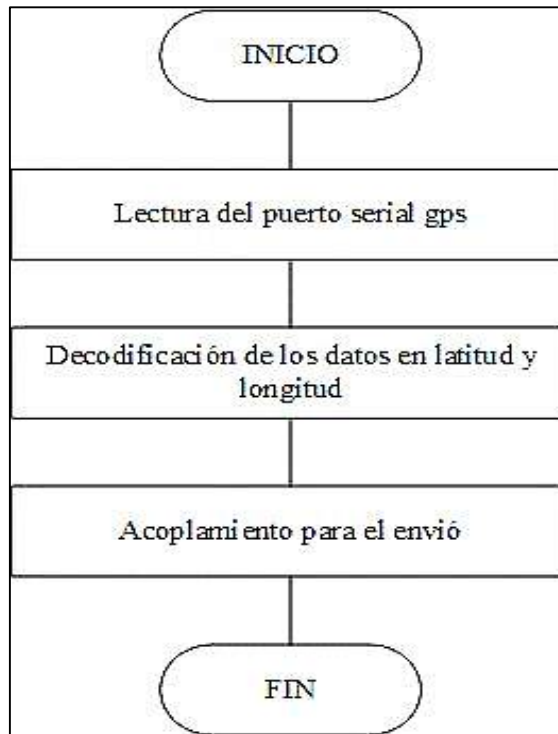 INICIO
Lectura del puerto serial gps
Decodificación de los datos en latitud y
longitud
Acoplamiento para el envió
FIN